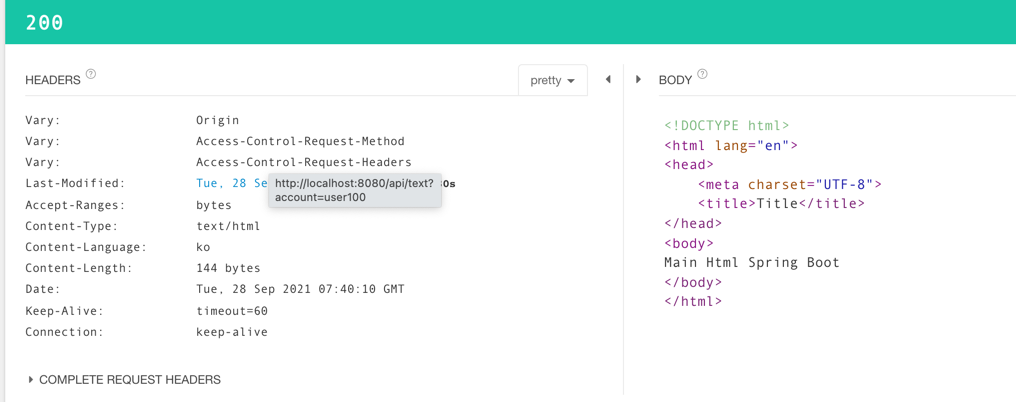 200
HEADERS ?
pretty
BODY ?
Vary: Origin
Vary: Access-Control-Request-Method
Vary: Access-Control-Request-Headers
Last-Modified: Tue, 28 Se
http://localhost:8080/api/text?
account=user100
0s
Accept-Ranges: bytes
Content-Type: text/html
Content-Language: ko
Content-Length: 144 bytes
Date: Tue, 28 Sep 2021 07:40:10 GMT
Keep-Alive: timeout=60
Connection: keep-alive
COMPLETE REQUEST HEADERS
<!DOCTYPE html>
<html lang="en">
<head>
<meta charset="UTF-8">
<title>Title</title>
</head>
<body>
Main Html Spring Boot
</body>
</html>